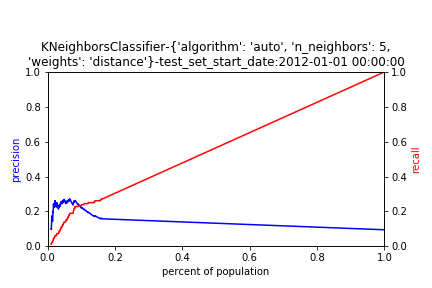 KNeighborsClassifier-{'algorithm': 'auto', 'n_neighbors': 5,
'weights': 'distance'}-test_set_start_date:2012-01-01 00:00:00
1.0
0.8
0.6
0.4
0.2
0.0
precision
1.0
0.8
0.6
0.4
0.2
0.0
recall
0.0 0.2 0.4 0.6 0.8 1.0
percent of population